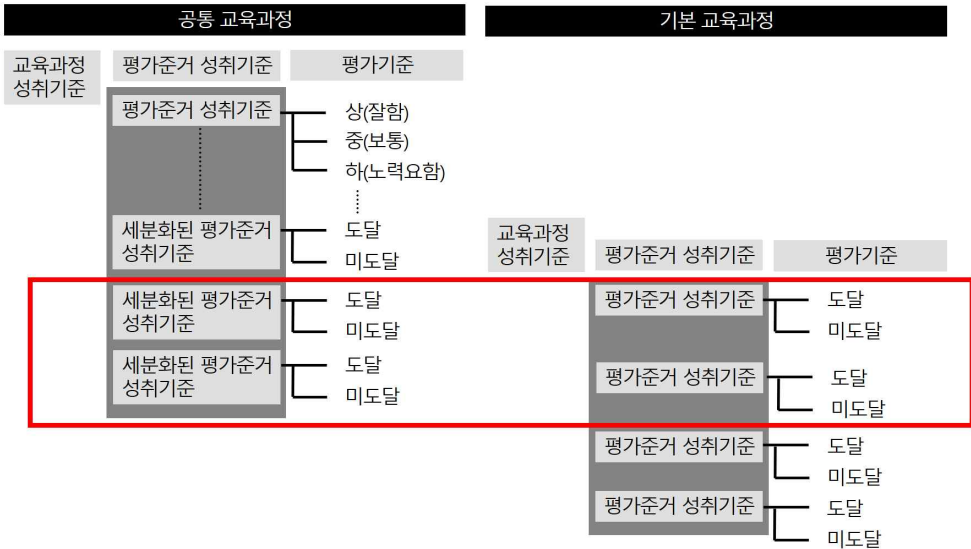 공통 교육과정
기본 교육과정
교육과정
성취기준
평가준거 성취기준
평가기준
평가준거 성취기준
상(잘함)
중(보통)
하(노력요함)
세분화된 평가준거
성취기준
도달
미도달
세분화된 평가준거
성취기준
도달
미도달
세분화된 평가준거
성취기준
도달
미도달
교육과정
성취기준
평가준거 성취기준
평가기준
평가준거 성취기준
도달
미도달
평가준거 성취기준
도달
미도달
평가준거 성취기준
도달
미도달
평가준거 성취기준
도달
미도달